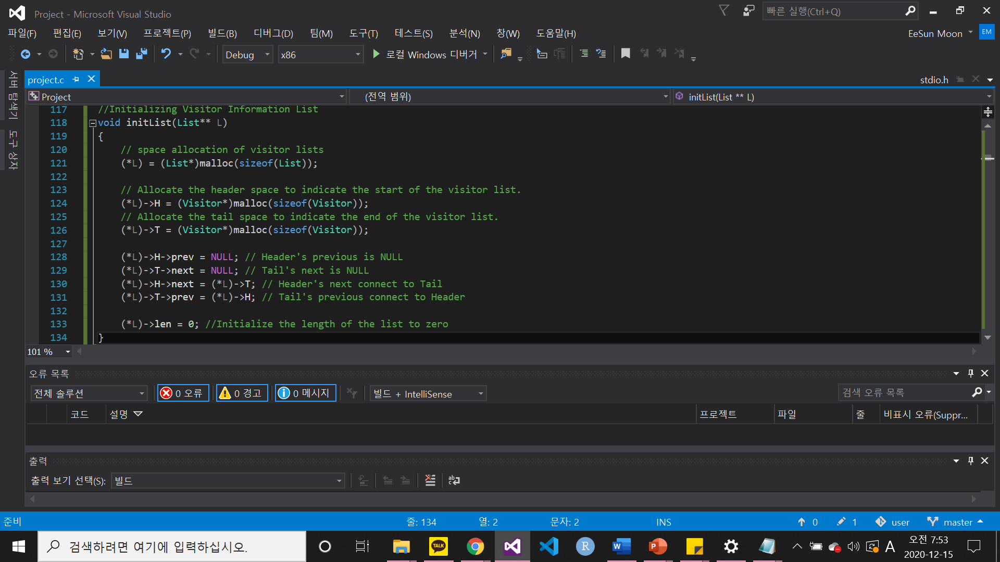 Project - Microsoft Visual Studio
빠른 실행(Ctrl+Q)
파일(F) 편집(E) 보기(V) 프로젝트(P) 빌드(B) 디버그(D) 팀(M) 도구(T) 테스트(S) 분석(N) 창(W) 도움말(H)
EeSun Moon EM
Debug x86 로컬 Windows 디버거
서버 탐색기
도구 상자
project.c
stdio.h
Project (전역 범위) initList(List ** L)
117 //Initializing Visitor Information List
118 void initList(List** L)
119 {
120 // space allocation of visitor lists
121 (*L) = (List*)malloc(sizeof(List));
122
123 // Allocate the header space to indicate the start of the visitor list.
124 (*L)->H = (Visitor*)malloc(sizeof(Visitor));
125 // Allocate the tail space to indicate the end of the visitor list.
126 (*L)->T = (Visitor*)malloc(sizeof(Visitor));
127
128 (*L)->H->prev = NULL; // Header's previous is NULL
129 (*L)->T->next = NULL; // Tail's next is NULL
130 (*L)->H->next = (*L)->T; // Header's next connect to Tail
131 (*L)->T->prev = (*L)->H; // Tail's previous connect to Header
132
133 (*L)->len = 0; //Initialize the length of the list to zero
134 }
101 %
오류 목록
전체 솔루션 0 오류 0 경고 0 메시지 빌드 + IntelliSense 검색 오류 목록
코드 설명 프로젝트 파일 줄 비표시 오류(Suppr...
출력
출력 보기 선택(S): 빌드
준비 줄: 134 열: 2 문자: 2 INS 0 1 user master
검색하려면 여기에 입력하십시오.
TALK
R
W
P
A
오전 7:53
2020-12-15